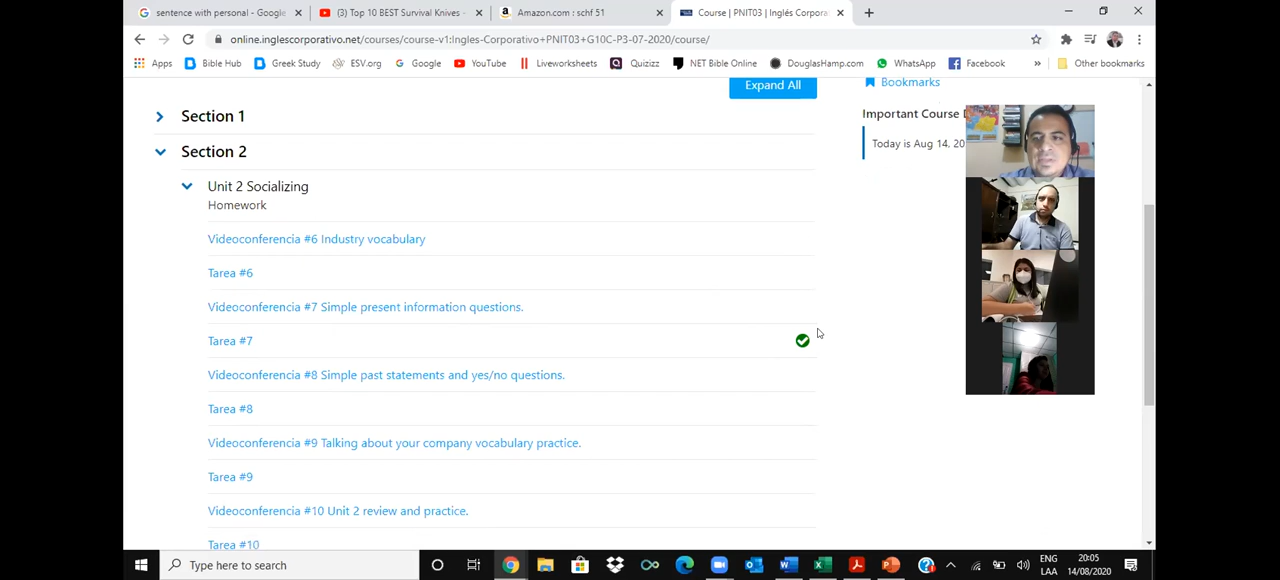 sentence with personal - Google
(3) Top 10 BEST Survival Knives -
Amazon.com : schf 51
Course | PNIT03 | Inglés Corpora
online.inglescorporativo.net/courses/course-v1:Ingles-Corporativo+PNIT03+G10C-P3-07-2020/course/
Apps Bible Hub Greek Study ESV.org Google YouTube Liveworksheets Quizizz NET Bible Online DouglasHamp.com WhatsApp Facebook » Other bookmarks
Expand All
Bookmarks
Section 1
Important Course
Today is Aug 14, 20
Section 2
Unit 2 Socializing
Homework
Videoconferencia #6 Industry vocabulary
Tarea #6
Videoconferencia #7 Simple present information questions.
Tarea #7
Videoconferencia #8 Simple past statements and yes/no questions.
Tarea #8
Videoconferencia #9 Talking about your company vocabulary practice.
Tarea #9
Videoconferencia #10 Unit 2 review and practice.
Tarea #10
Type here to search
ENG
LAA
20:05
14/08/2020